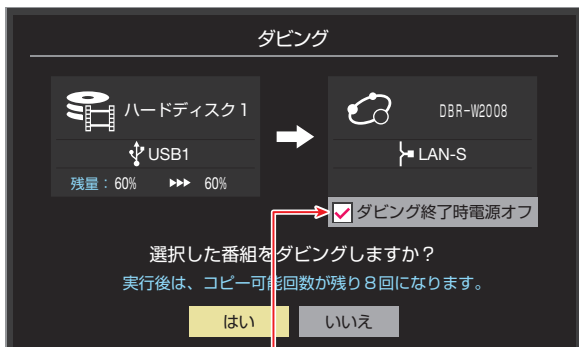 ダビング
ハードディスク1
DBR-W2008
USB1
LAN-S
残量：60% 60%
ダビング終了時電源オフ
選択した番組をダビングしますか？
実行後は、コピー可能回数が残り８回になります。
はい
いいえ